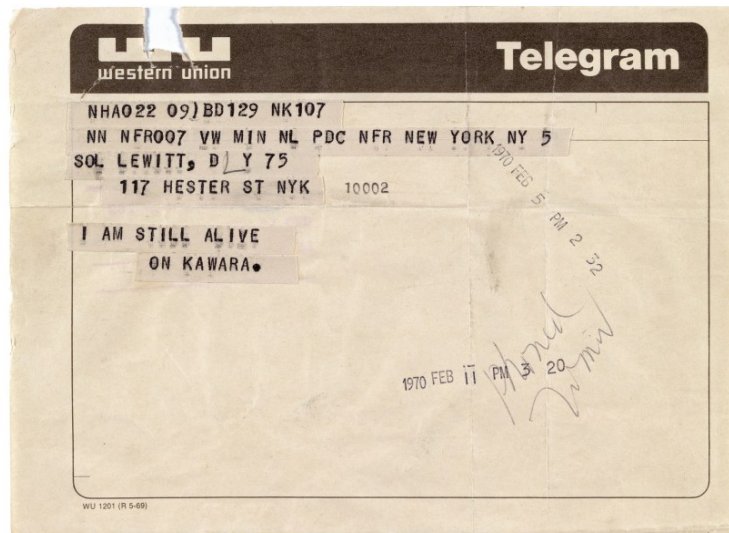 western union
Telegram
NHA022 09)BD129 NK107
NN NFR007 VW MIN NL PDC NFR NEW YORK NY 5
SOL LEWITT, DLY 75
117 HESTER ST NYK 10002
I AM STILL ALIVE
ON KAWARA.
1970 FEB 5 PM 2 32
phoned
1970 FEB 11 PM 3 20
WU 1201 (R 5-69)